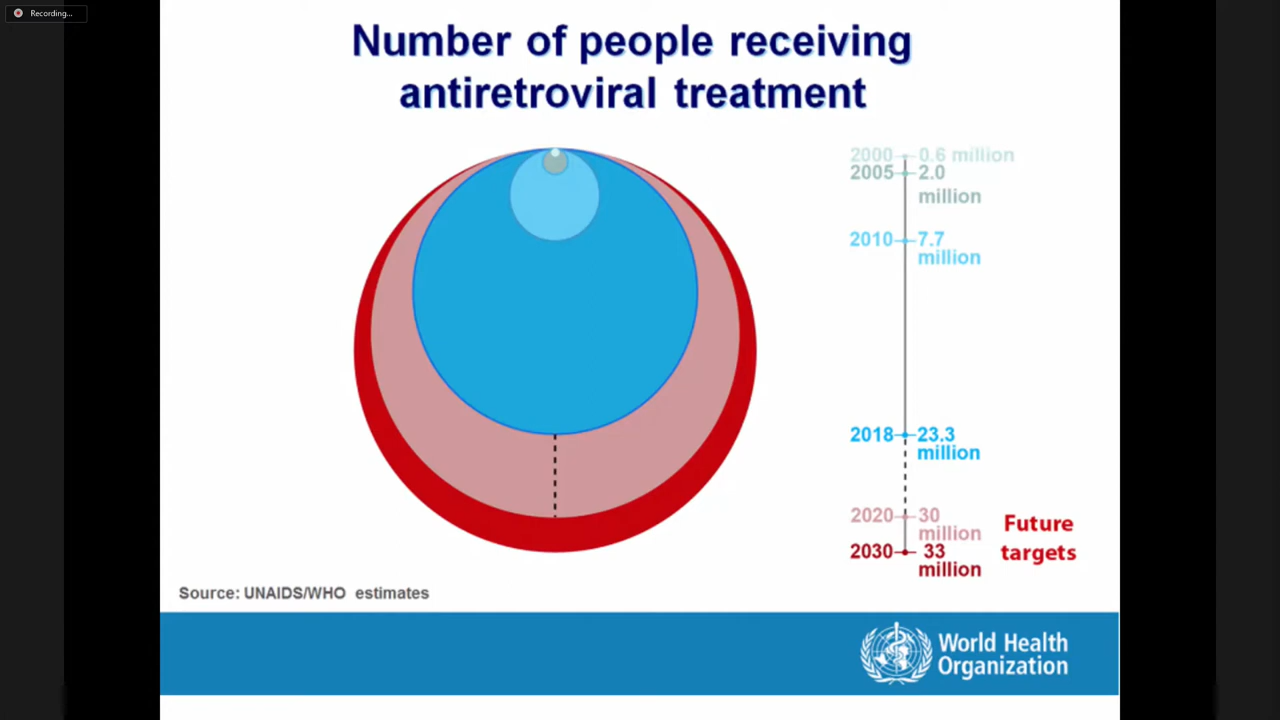 Recording...
Number of people receiving
antiretroviral treatment
2000 0.6 million
2005 2.0
million
2010 7.7
million
2018 23.3
million
2020 30
million
2030 33
million
Future
targets
Source: UNAIDS/WHO estimates
World Health
Organization